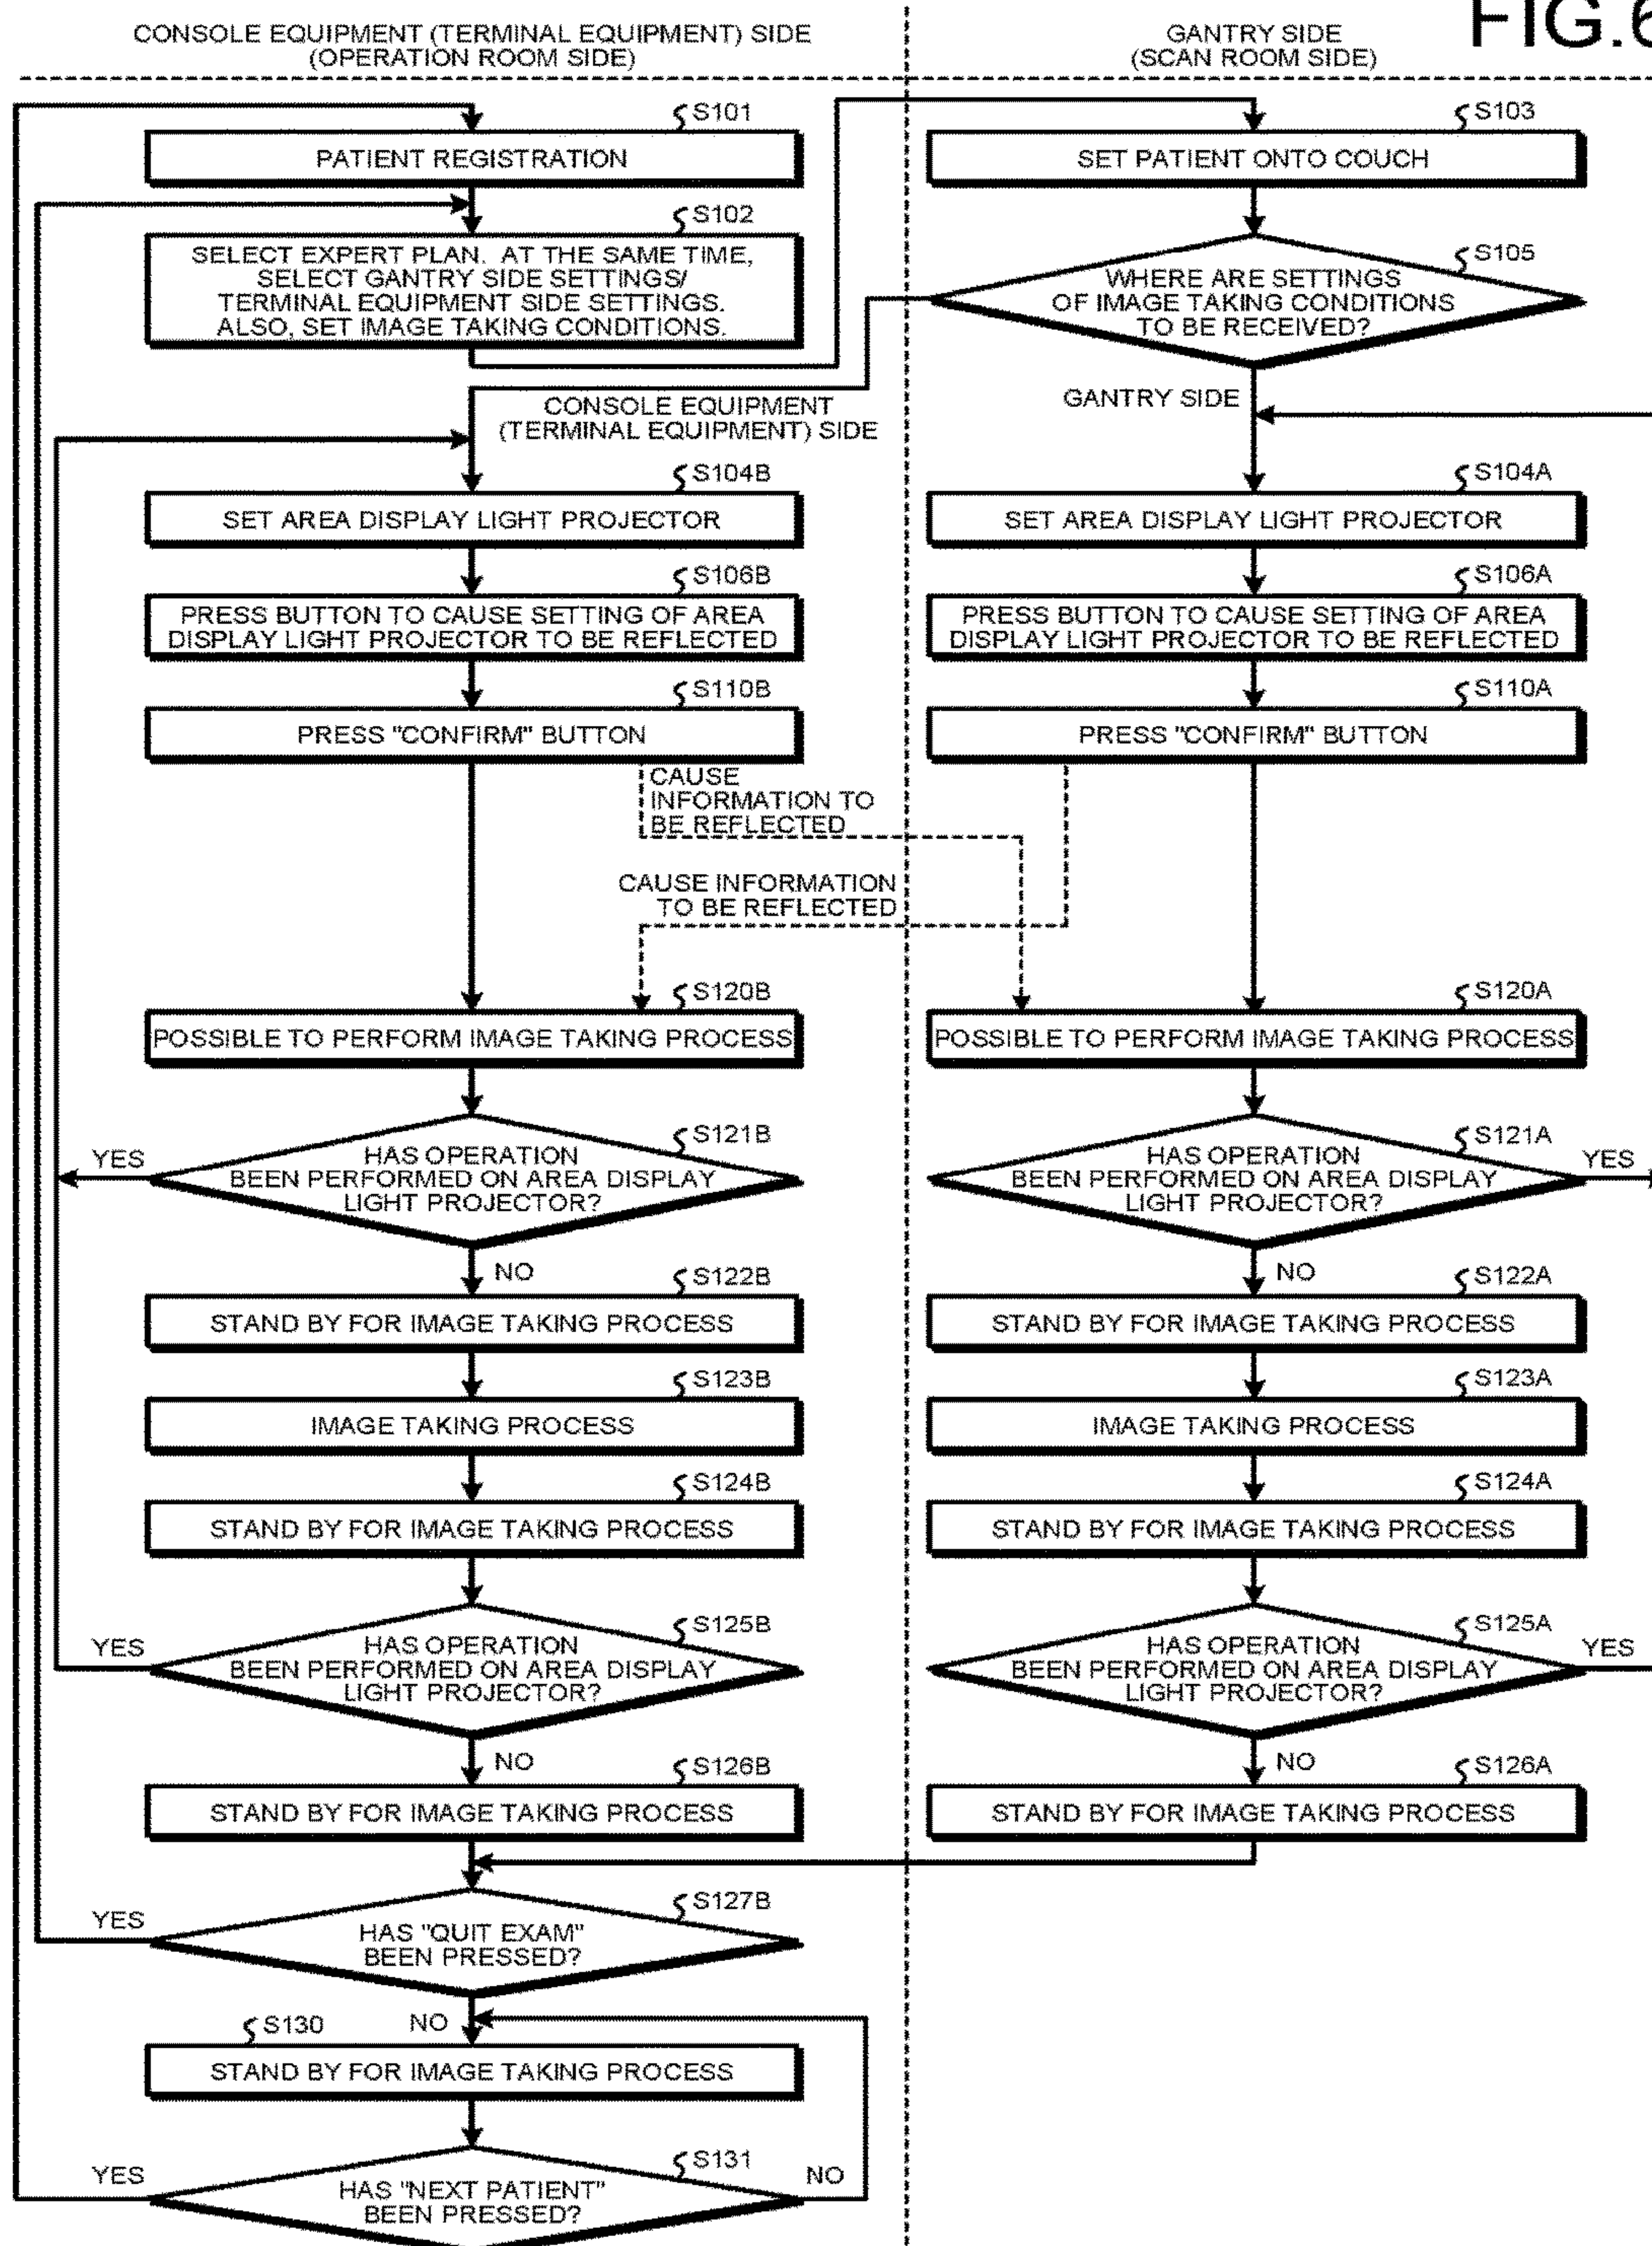 FIG.6
CONSOLE EQUIPMENT (TERMINAL EQUIPMENT) SIDE
(OPERATION ROOM SIDE)
GANTRY SIDE
(SCAN ROOM SIDE)
S101
PATIENT REGISTRATION
S103
SET PATIENT ONTO COUCH
S102
SELECT EXPERT PLAN. AT THE SAME TIME,
SELECT GANTRY SIDE SETTINGS/
TERMINAL EQUIPMENT SIDE SETTINGS.
ALSO, SET IMAGE TAKING CONDITIONS.
S105
WHERE ARE SETTINGS
OF IMAGE TAKING CONDITIONS
TO BE RECEIVED?
CONSOLE EQUIPMENT
(TERMINAL EQUIPMENT) SIDE
GANTRY SIDE
S104B
SET AREA DISPLAY LIGHT PROJECTOR
S104A
SET AREA DISPLAY LIGHT PROJECTOR
S106B
PRESS BUTTON TO CAUSE SETTING OF AREA
DISPLAY LIGHT PROJECTOR TO BE REFLECTED
S106A
PRESS BUTTON TO CAUSE SETTING OF AREA
DISPLAY LIGHT PROJECTOR TO BE REFLECTED
S110B
PRESS "CONFIRM" BUTTON
S110A
PRESS "CONFIRM" BUTTON
CAUSE
INFORMATION TO
BE REFLECTED
CAUSE INFORMATION
TO BE REFLECTED
S120B
POSSIBLE TO PERFORM IMAGE TAKING PROCESS
S120A
POSSIBLE TO PERFORM IMAGE TAKING PROCESS
S121B
YES
HAS OPERATION
BEEN PERFORMED ON AREA DISPLAY
LIGHT PROJECTOR?
S121A
YES
HAS OPERATION
BEEN PERFORMED ON AREA DISPLAY
LIGHT PROJECTOR?
NO
S122B
STAND BY FOR IMAGE TAKING PROCESS
NO
S122A
STAND BY FOR IMAGE TAKING PROCESS
S123B
IMAGE TAKING PROCESS
S123A
IMAGE TAKING PROCESS
S124B
STAND BY FOR IMAGE TAKING PROCESS
S124A
STAND BY FOR IMAGE TAKING PROCESS
S125B
YES
HAS OPERATION
BEEN PERFORMED ON AREA DISPLAY
LIGHT PROJECTOR?
S125A
YES
HAS OPERATION
BEEN PERFORMED ON AREA DISPLAY
LIGHT PROJECTOR?
NO
S126B
STAND BY FOR IMAGE TAKING PROCESS
NO
S126A
STAND BY FOR IMAGE TAKING PROCESS
S127B
YES
HAS "QUIT EXAM"
BEEN PRESSED?
NO
S130
STAND BY FOR IMAGE TAKING PROCESS
S131
YES
NO
HAS "NEXT PATIENT"
BEEN PRESSED?